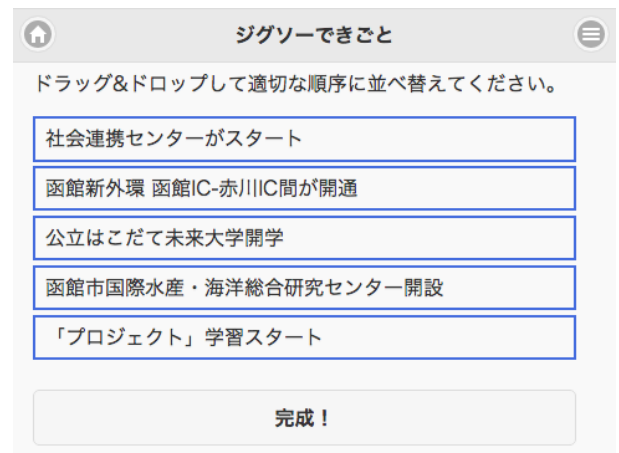 ジグソーできごと
ドラッグ&ドロップして適切な順序に並べ替えてください。
社会連携センターがスタート
函館新外環 函館IC-赤川IC間が開通
公立はこだて未来大学開学
函館市国際水産・海洋総合研究センター開設
「プロジェクト」学習スタート
完成！